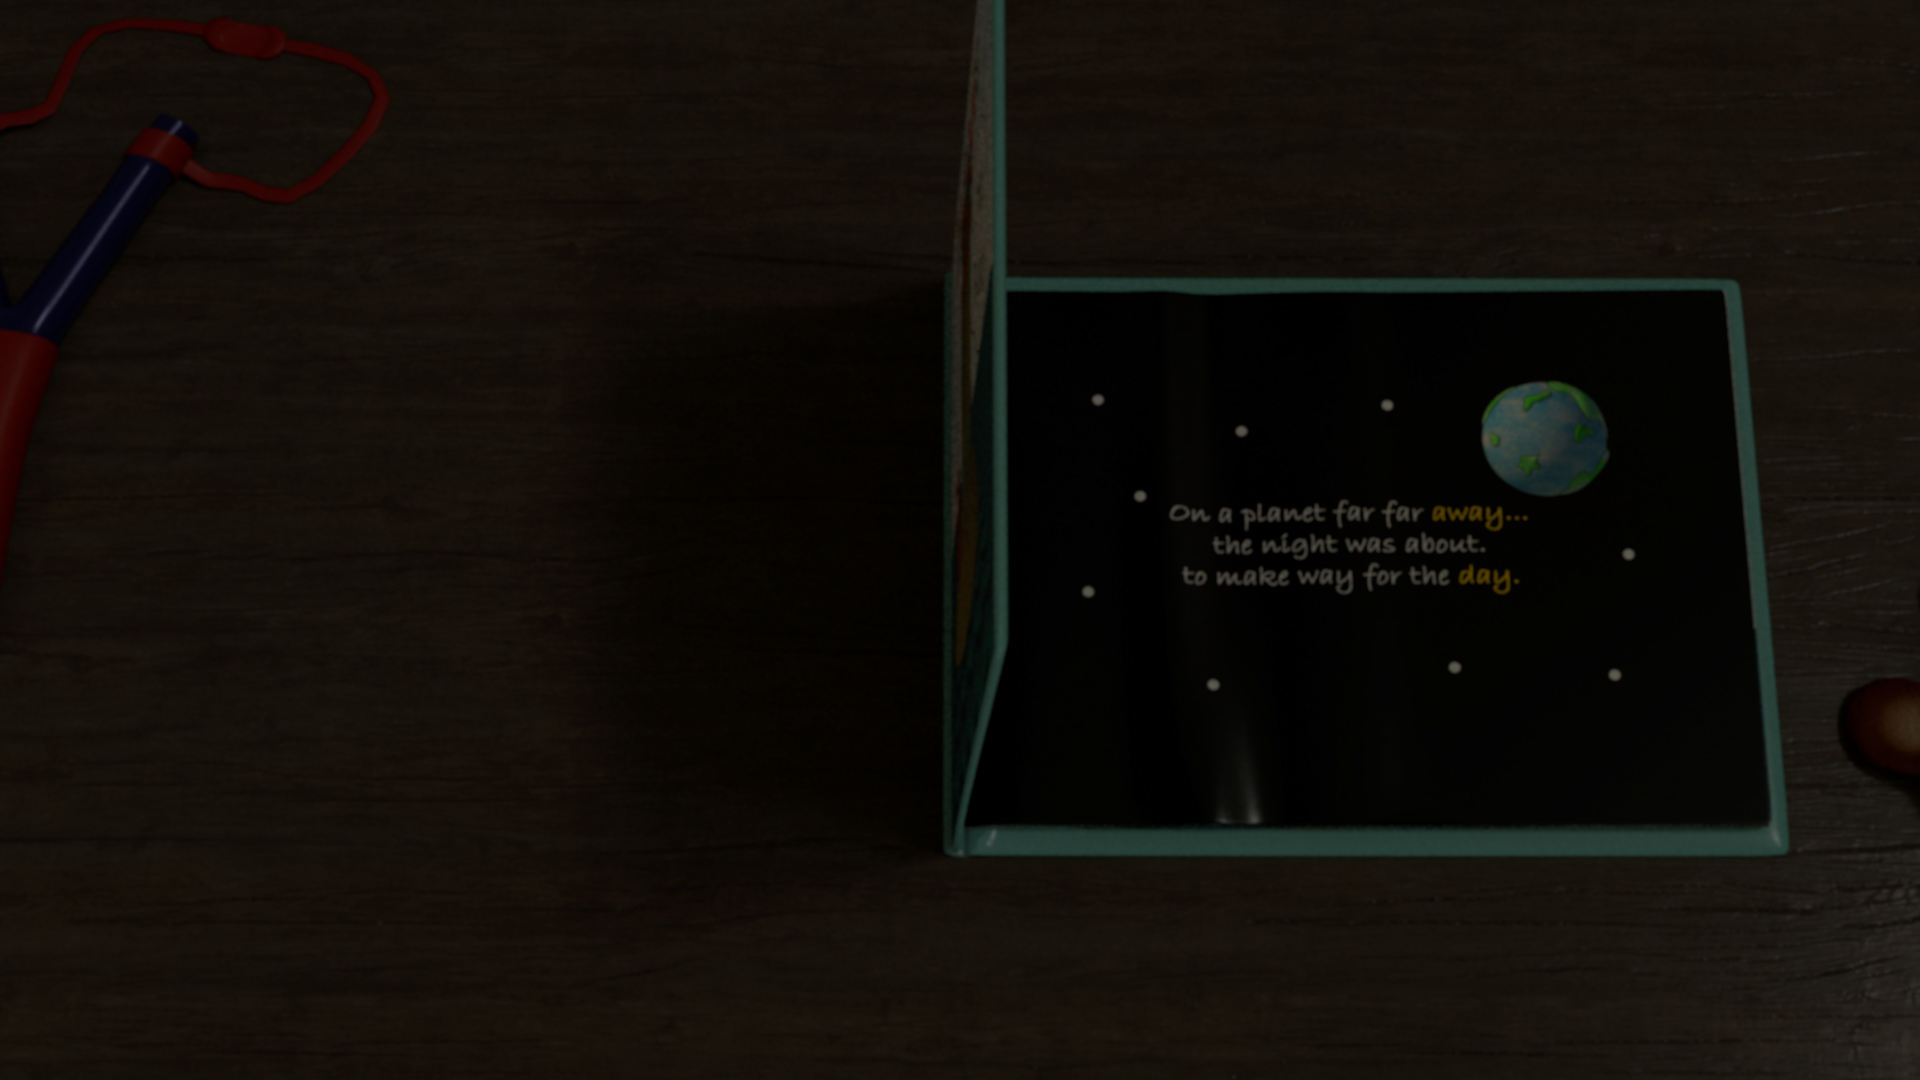 On a planet far far away...
the night was about.
to make way for the day.